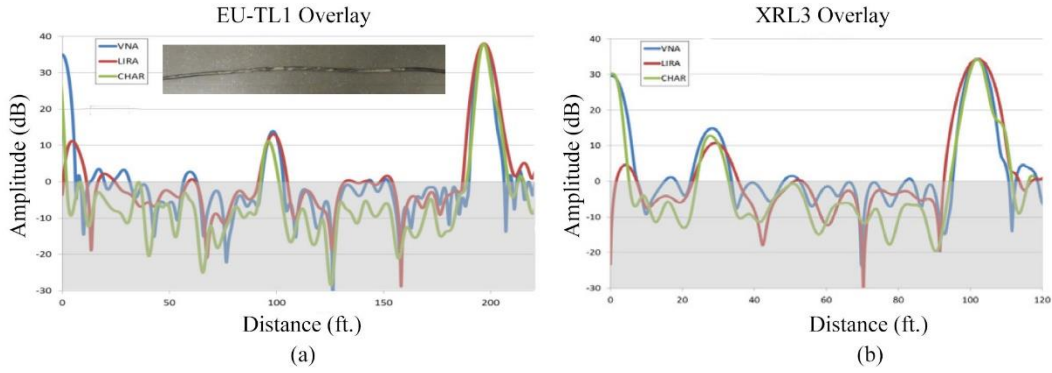 EU-TL1 Overlay
40
30
20
10
0
-10
-20
-30
Amplitude (dB)
VNA
LIRA
CHAR
0
50
100
150
200
Distance (ft.)
(a)
XRL3 Overlay
40
30
20
10
0
-10
-20
-30
Amplitude (dB)
VNA
LIRA
CHAR
0
20
40
60
80
100
120
Distance (ft.)
(b)